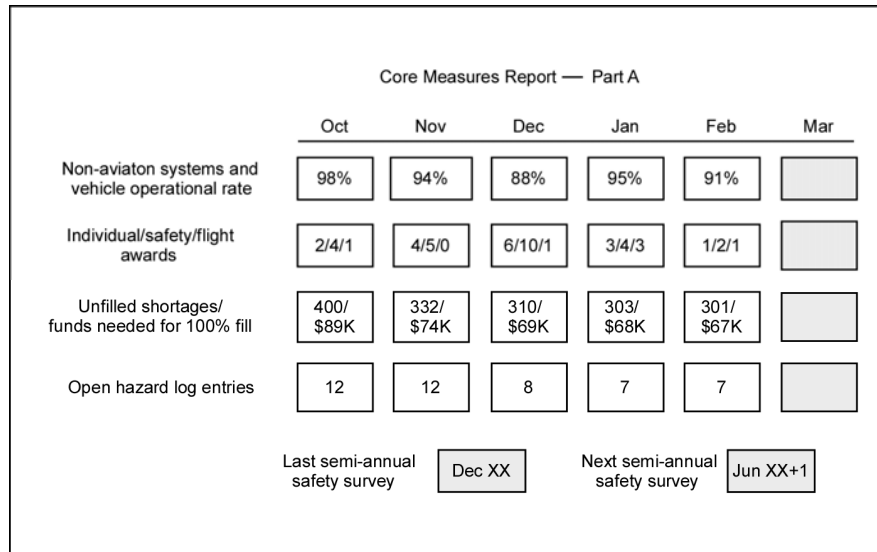 Core Measures Report — Part A
Oct Nov Dec Jan Feb Mar
Non-aviaton systems and
vehicle operational rate
98% 94% 88% 95% 91%
Individual/safety/flight
awards
2/4/1 4/5/0 6/10/1 3/4/3 1/2/1
Unfilled shortages/
funds needed for 100% fill
400/ 332/ 310/ 303/ 301/
$89K $74K $69K $68K $67K
Open hazard log entries
12 12 8 7 7
Last semi-annual
safety survey
Dec XX
Next semi-annual
safety survey
Jun XX+1